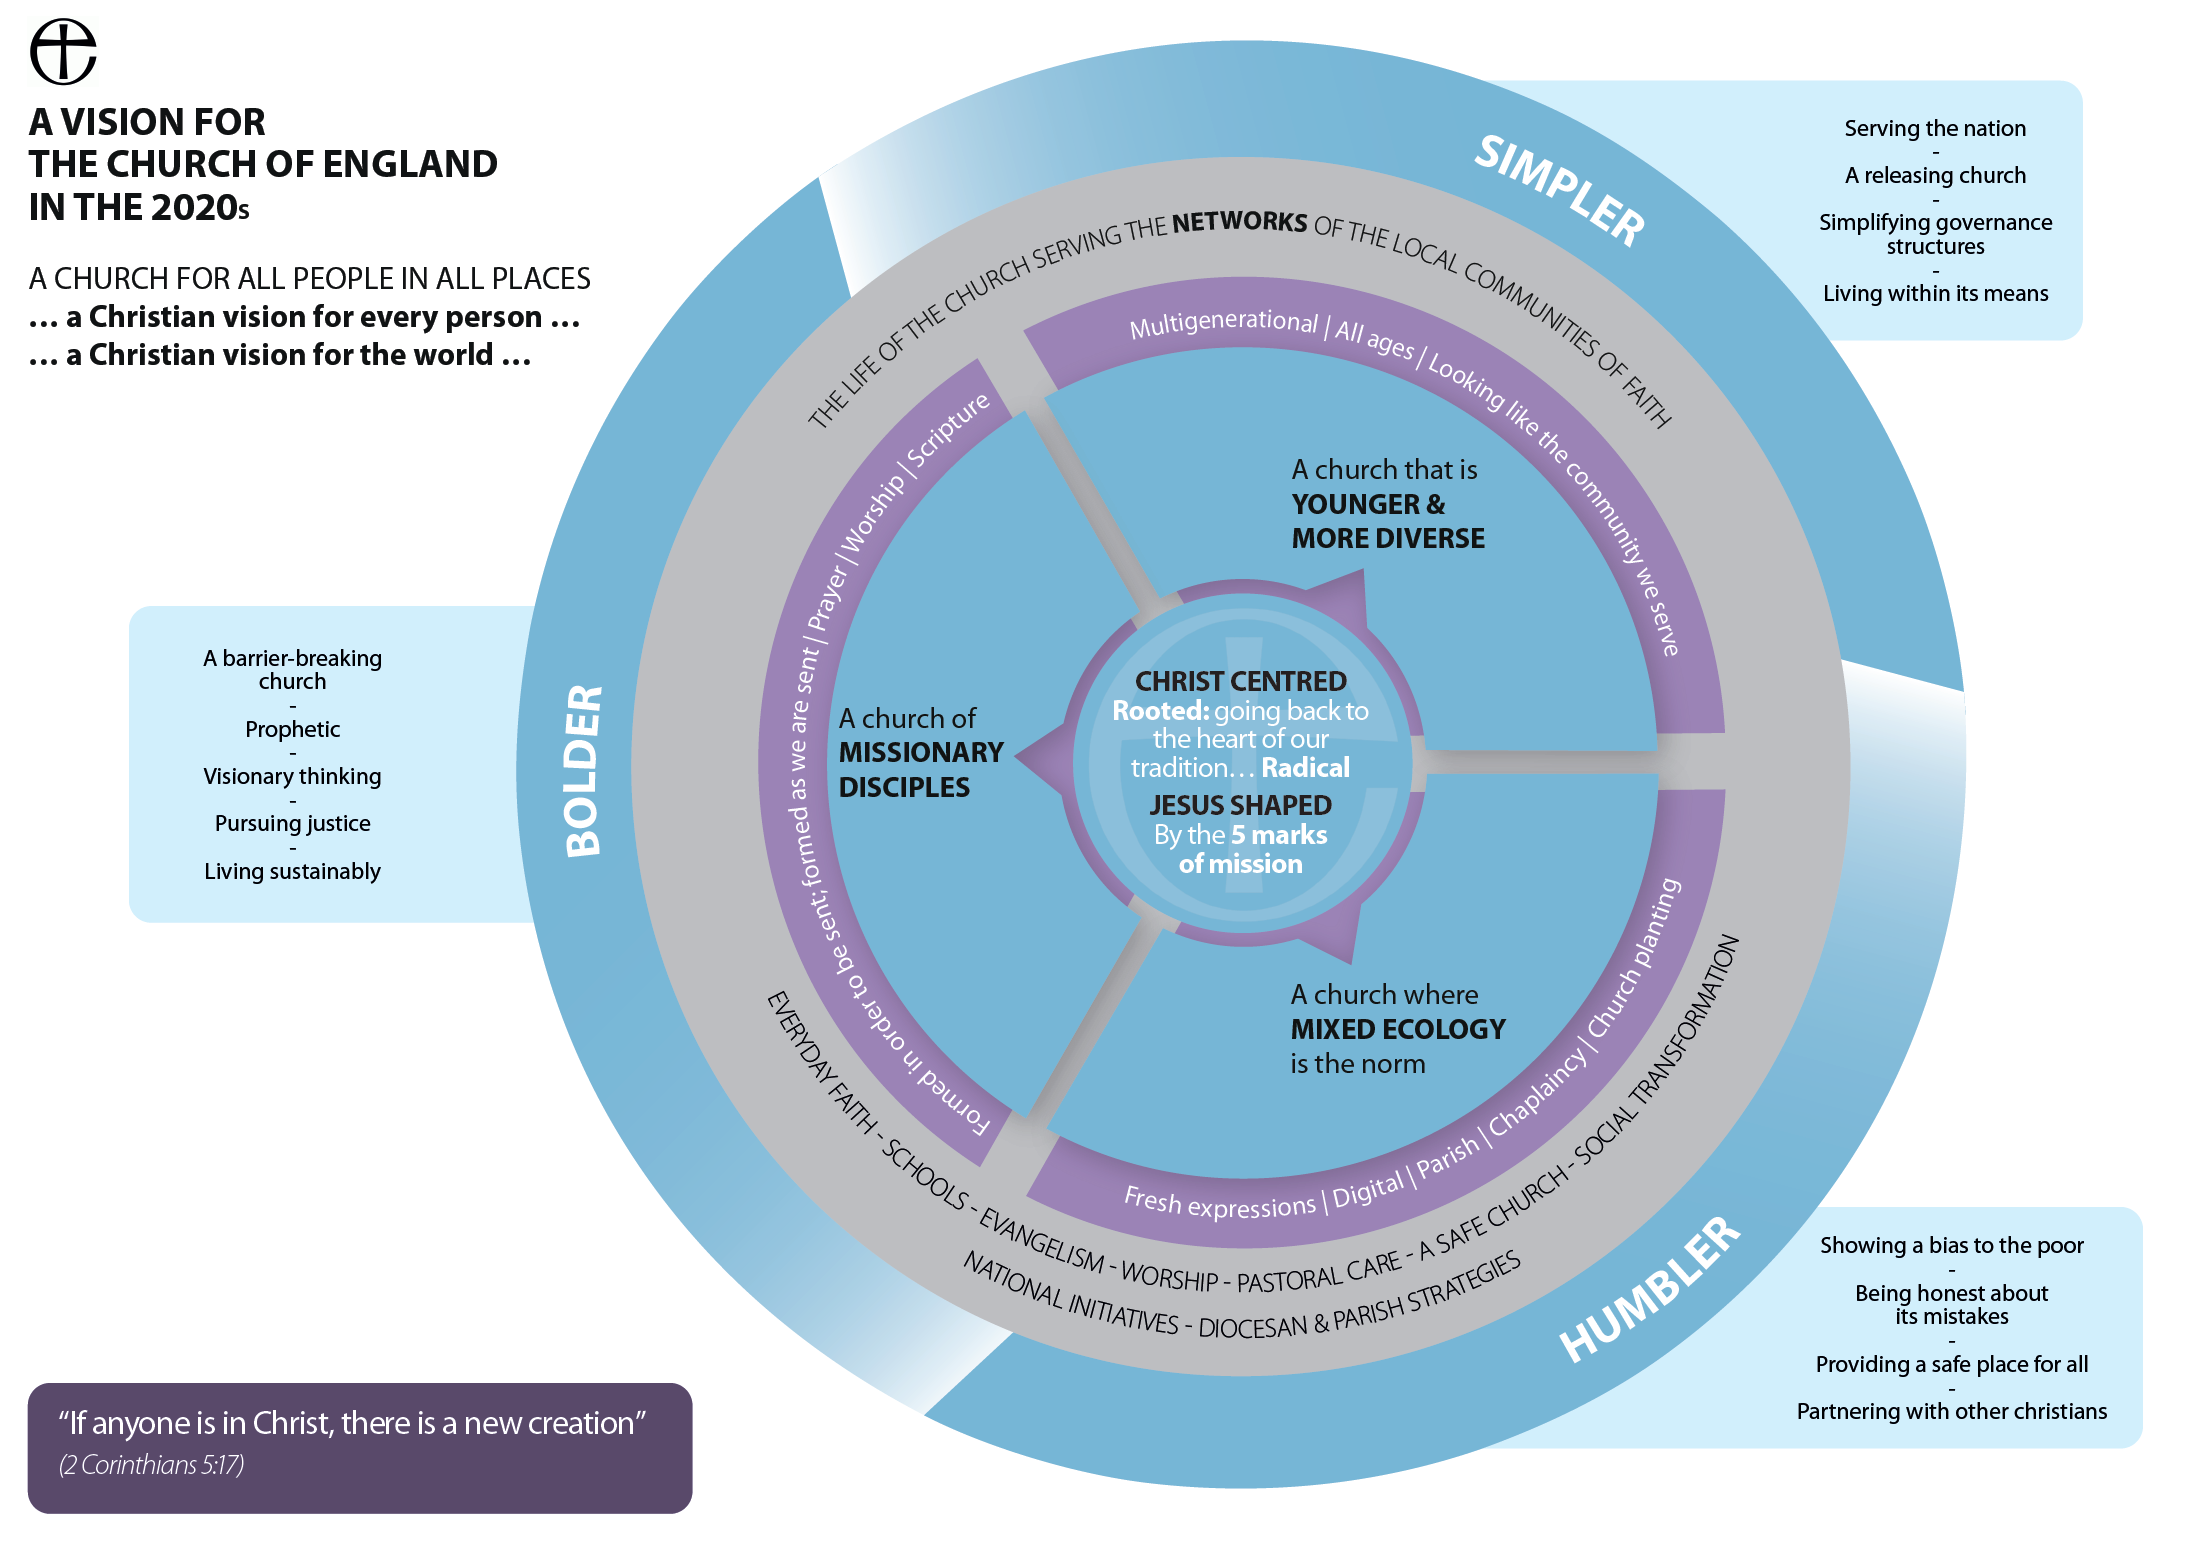 A VISION FOR
THE CHURCH OF ENGLAND
IN THE 2020s
A CHURCH FOR ALL PEOPLE IN ALL PLACES
… a Christian vision for every person …
… a Christian vision for the world …
SIMPLER
Serving the nation
-
A releasing church
-
Simplifying governance
structures
-
Living within its means
THE LIFE OF THE CHURCH SERVING THE NETWORKS OF THE LOCAL COMMUNITIES OF FAITH
Multigenerational | All ages | Looking like the community we serve
A church that is
YOUNGER &
MORE DIVERSE
BOLDER
A barrier-breaking
church
-
Prophetic
-
Visionary thinking
-
Pursuing justice
-
Living sustainably
Formed in order to be sent; formed as we are sent | Prayer | Worship | Scripture
A church of
MISSIONARY
DISCIPLES
CHRIST CENTRED
Rooted: going back to
the heart of our
tradition… Radical
JESUS SHAPED
By the 5 marks
of mission
A church where
MIXED ECOLOGY
is the norm
Fresh expressions | Digital | Parish | Chaplaincy | Church planting
EVERYDAY FAITH - SCHOOLS - EVANGELISM - WORSHIP - PASTORAL CARE - A SAFE CHURCH - SOCIAL TRANSFORMATION
NATIONAL INITIATIVES - DIOCESAN & PARISH STRATEGIES
HUMBLER
Showing a bias to the poor
-
Being honest about
its mistakes
-
Providing a safe place for all
-
Partnering with other christians
“If anyone is in Christ, there is a new creation”
(2 Corinthians 5:17)